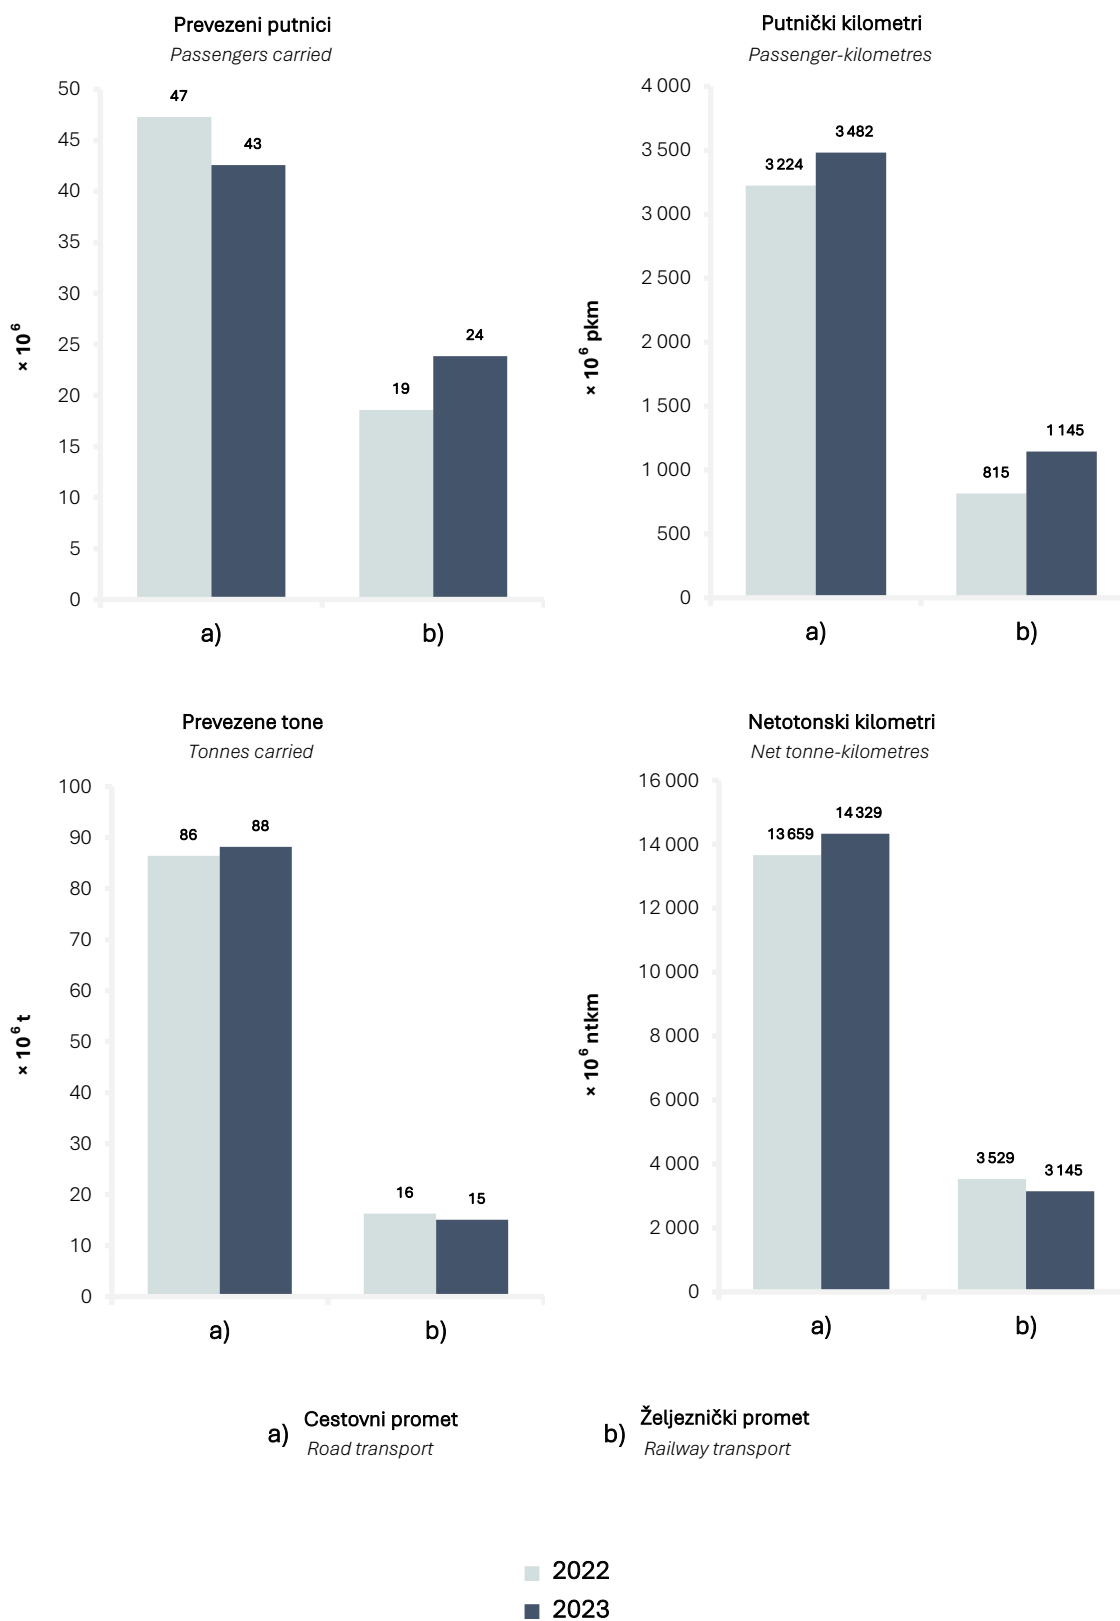 Prevezeni putnici
Passengers carried
× 10⁶
50
45
40
35
30
25
20
15
10
5
0
47
43
19
24
a)
b)
Putnički kilometri
Passenger-kilometres
× 10⁶ pkm
4 000
3 500
3 000
2 500
2 000
1 500
1 000
500
0
3 224
3 482
815
1 145
a)
b)
Prevezene tone
Tonnes carried
× 10⁶ t
100
90
80
70
60
50
40
30
20
10
0
86
88
16
15
a)
b)
Netotonski kilometri
Net tonne-kilometres
× 10⁶ ntkm
16 000
14 000
12 000
10 000
8 000
6 000
4 000
2 000
0
13 659
14 329
3 529
3 145
a)
b)
a) Cestovni promet
Road transport
b) Željeznički promet
Railway transport
2022
2023